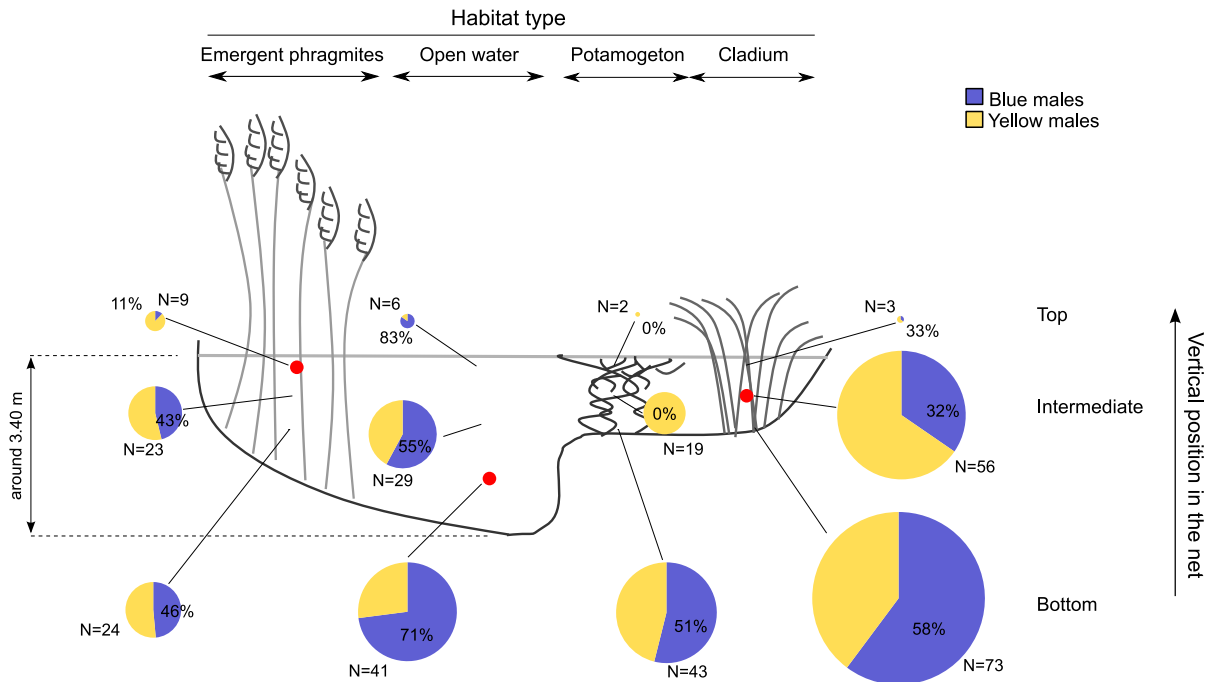 Habitat type
Emergent phragmites Open water Potamogeton Cladium
Blue males
Yellow males
11% N=9
N=6
83%
N=2
0%
N=3
33%
Top
43%
N=23
55%
N=29
0%
N=19
32%
N=56
Intermediate
around 3.40 m
Vertical position in the net
46%
N=24
71%
N=41
51%
N=43
58%
N=73
Bottom